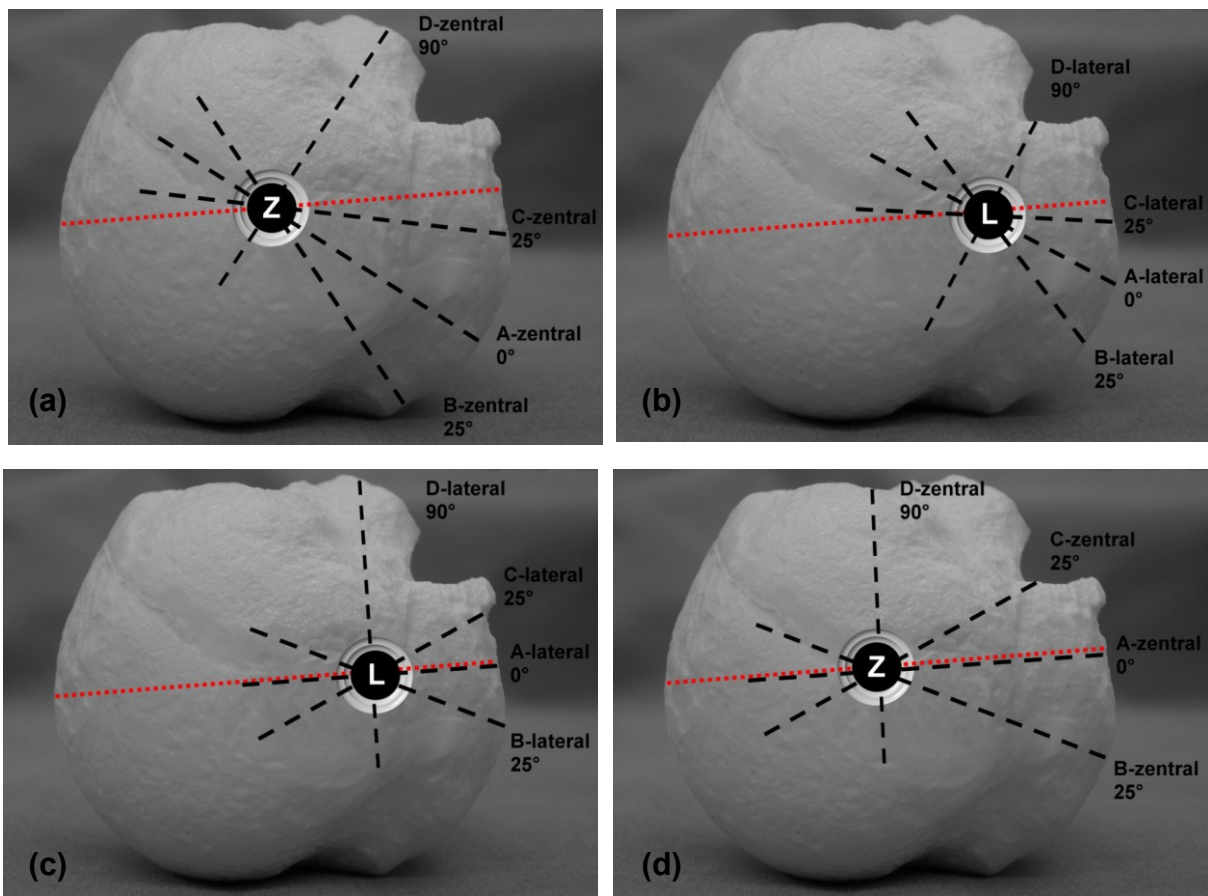 D-zentral
90°
Z
C-zentral
25°
A-zentral
0°
B-zentral
25°
(a)
D-lateral
90°
L
C-lateral
25°
A-lateral
0°
B-lateral
25°
(b)
D-lateral
90°
C-lateral
25°
A-lateral
0°
L
B-lateral
25°
(c)
D-zentral
90°
C-zentral
25°
A-zentral
0°
Z
B-zentral
25°
(d)